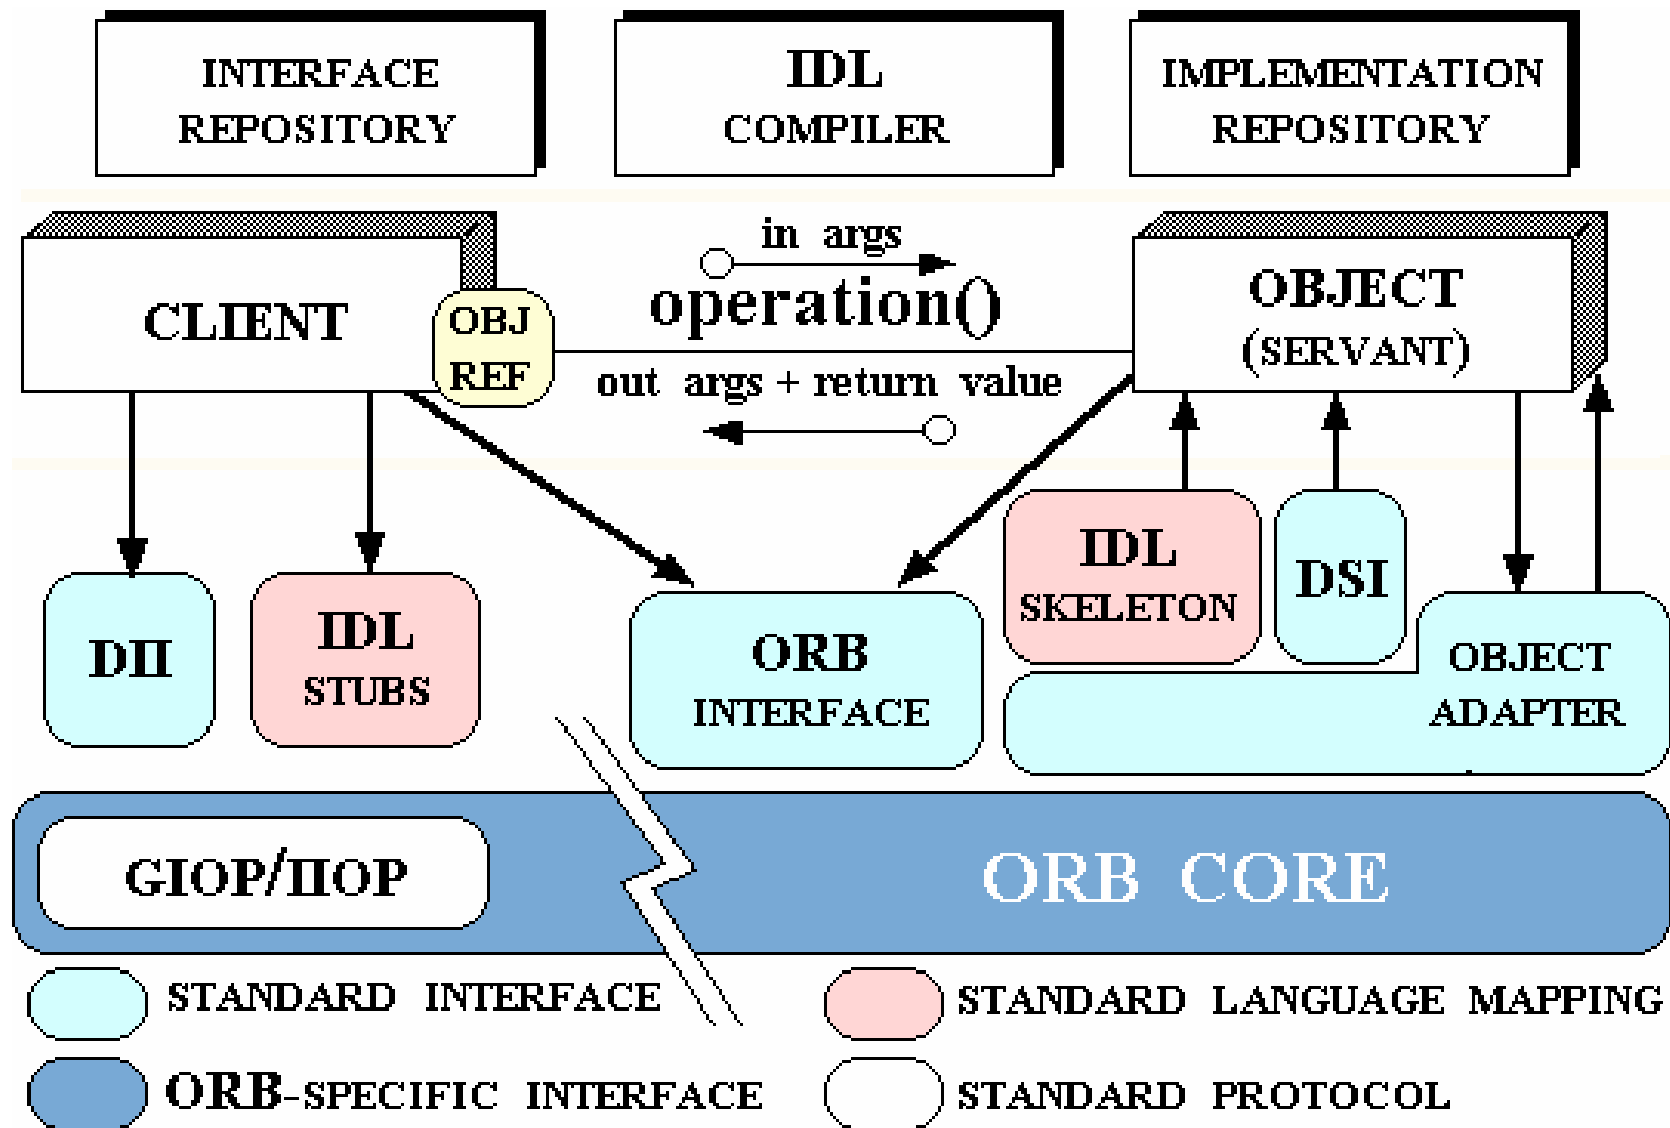 INTERFACE
REPOSITORY
IDL
COMPILER
IMPLEMENTATION
REPOSITORY
in args
operation()
out args + return value
CLIENT
OBJ
REF
OBJECT
(SERVANT)
DII
IDL
STUBS
ORB
INTERFACE
IDL
SKELETON
DSI
OBJECT
ADAPTER
GIOP/IIOP
ORB CORE
STANDARD INTERFACE
STANDARD LANGUAGE MAPPING
ORB-SPECIFIC INTERFACE
STANDARD PROTOCOL